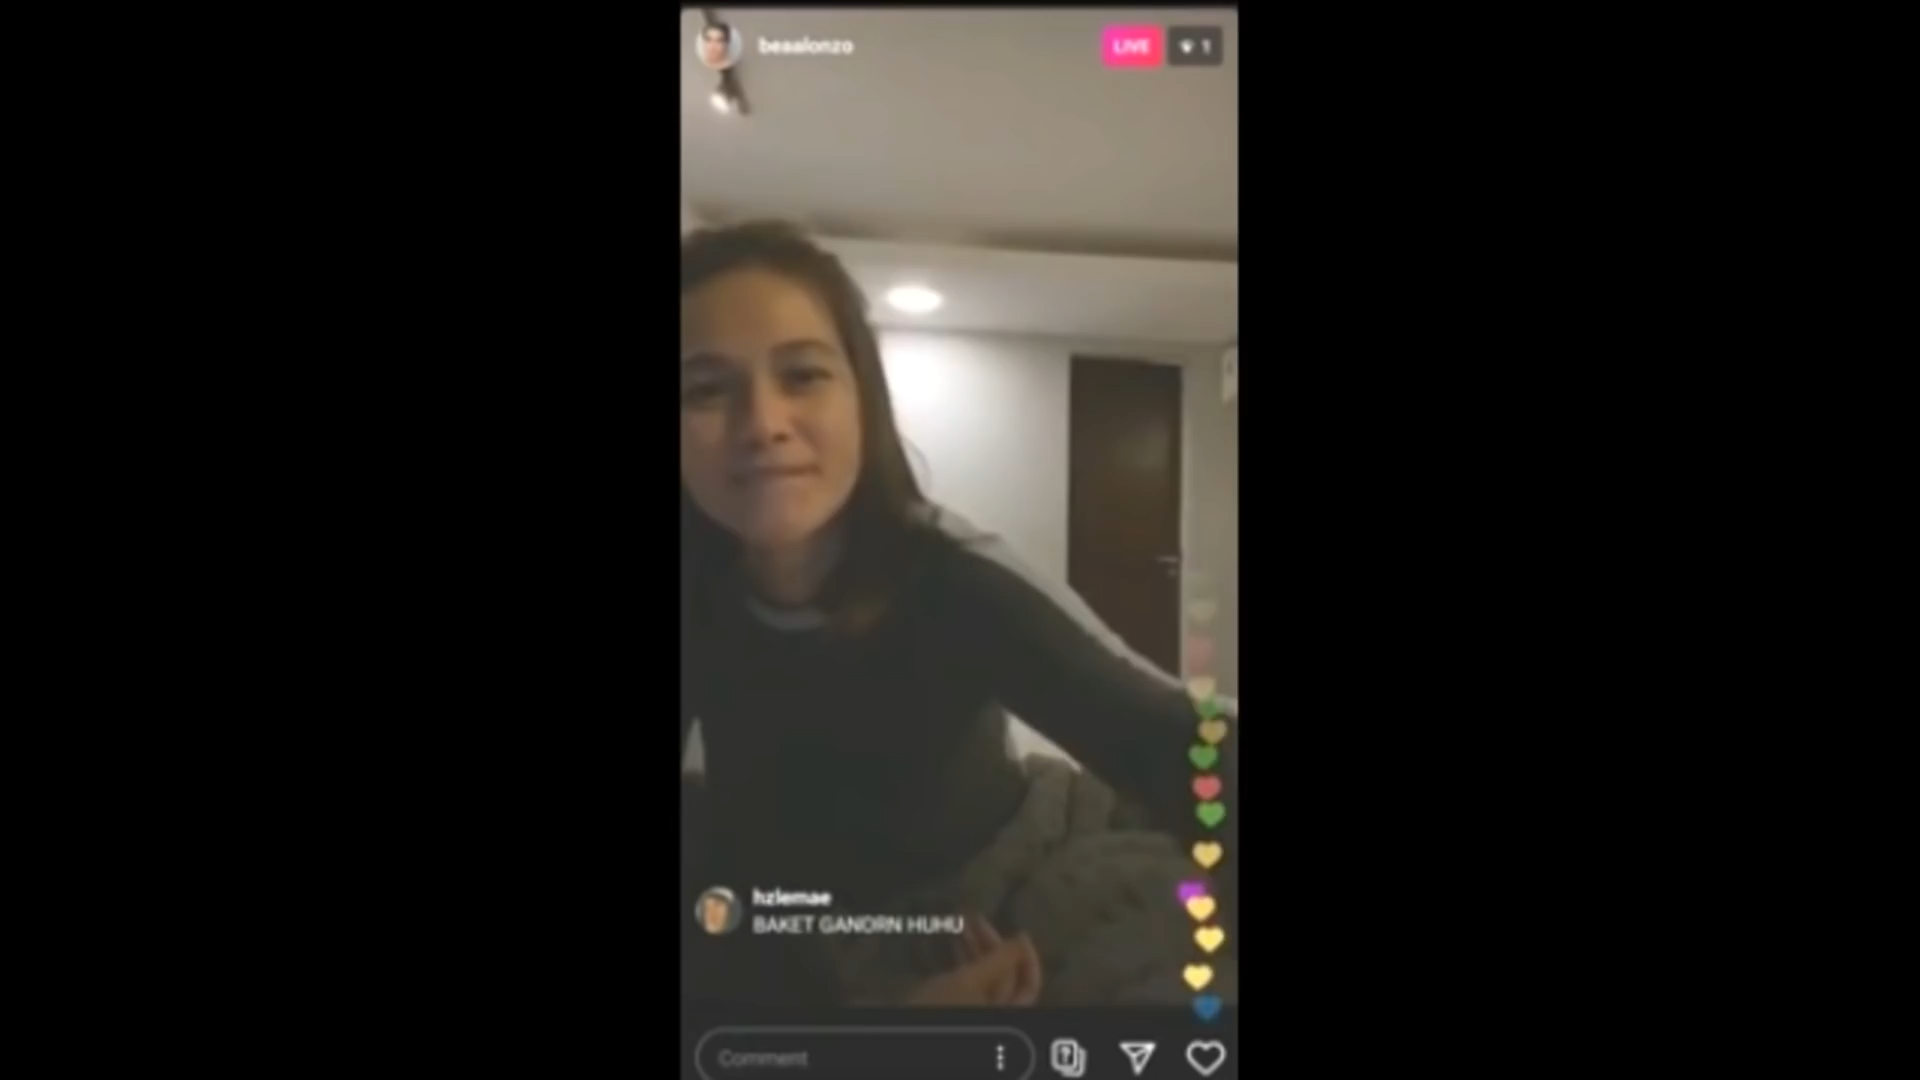 beaalonzo
LIVE
1
hzlemae
BAKET GANORN HUHU
Comment